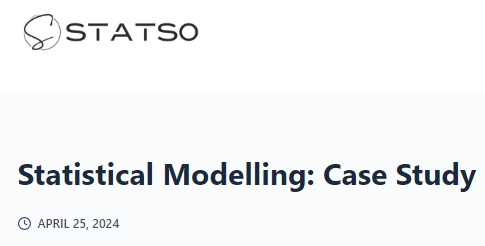 STATSO
Statistical Modelling: Case Study
APRIL 25, 2024